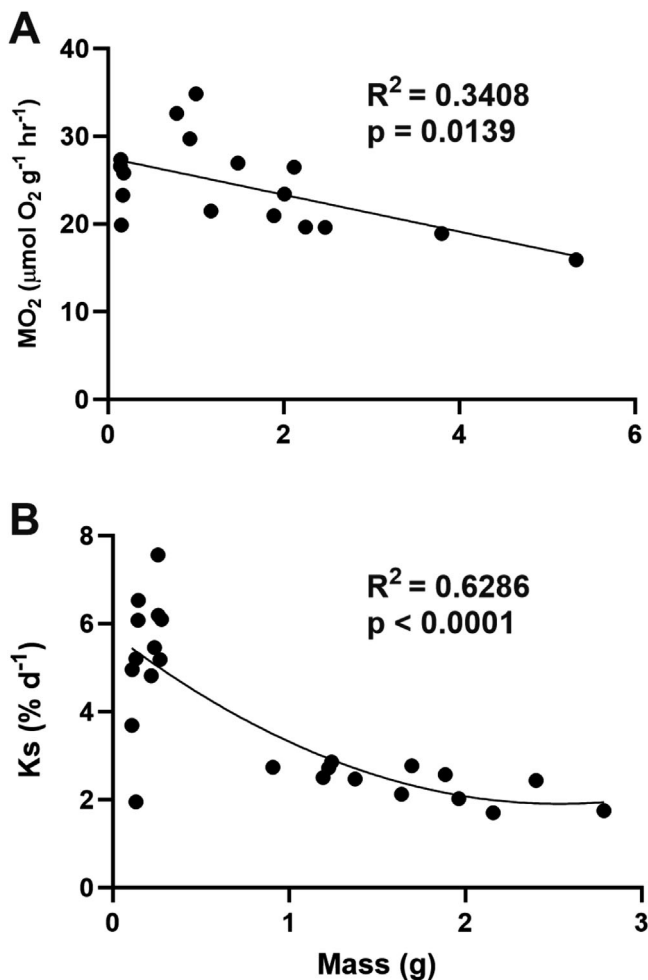 A
MO₂ (μmol O₂ g⁻¹ hr⁻¹)
40
30
20
10
0
R² = 0.3408
p = 0.0139
0 2 4 6
B
Ks (% d⁻¹)
8
6
4
2
0
R² = 0.6286
p < 0.0001
0 1 2 3
Mass (g)